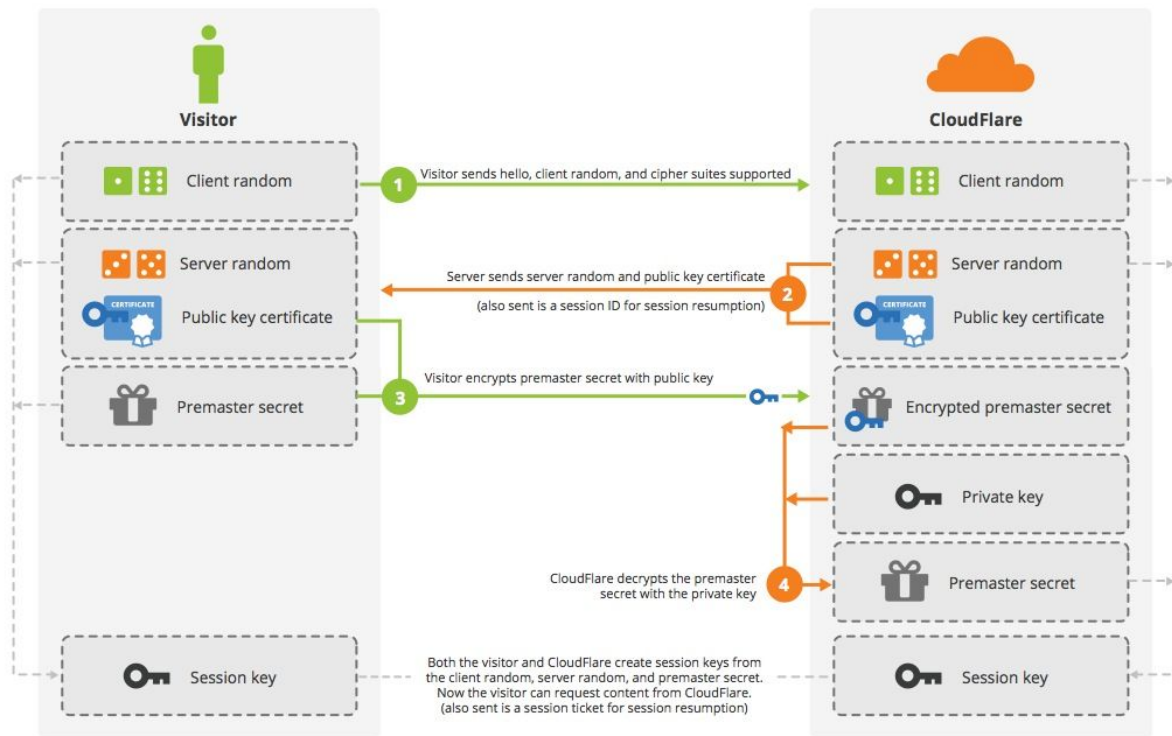 Visitor
CloudFlare
Client random
1
Visitor sends hello, client random, and cipher suites supported
Client random
Server random
Server sends server random and public key certificate
(also sent is a session ID for session resumption)
2
Server random
CERTIFICATE
Public key certificate
CERTIFICATE
Public key certificate
Premaster secret
3
Visitor encrypts premaster secret with public key
Encrypted premaster secret
Private key
CloudFlare decrypts the premaster
secret with the private key
4
Premaster secret
Session key
Both the visitor and CloudFlare create session keys from
the client random, server random, and premaster secret.
Now the visitor can request content from CloudFlare.
(also sent is a session ticket for session resumption)
Session key